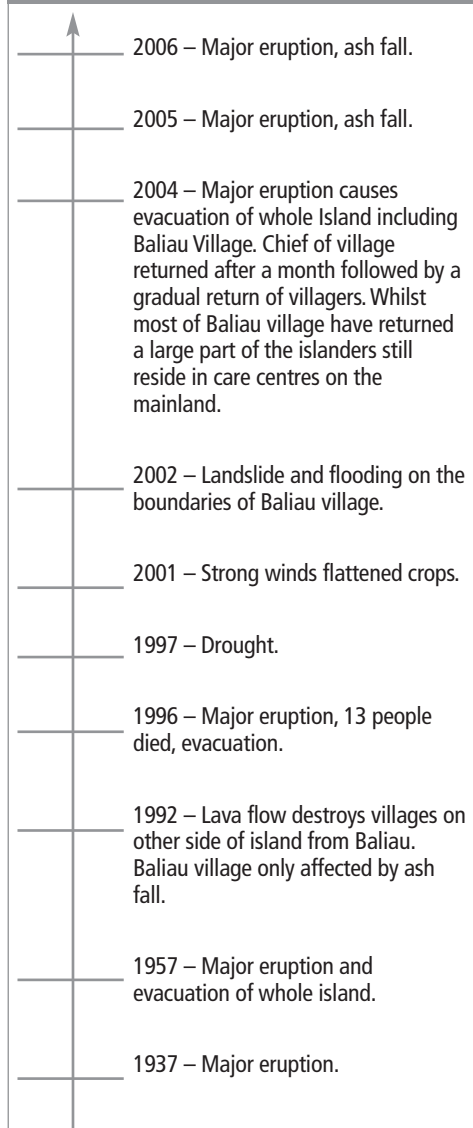 2006 – Major eruption, ash fall.
2005 – Major eruption, ash fall.
2004 – Major eruption causes
evacuation of whole Island including
Baliau Village. Chief of village
returned after a month followed by a
gradual return of villagers. Whilst
most of Baliau village have returned
a large part of the islanders still
reside in care centres on the
mainland.
2002 – Landslide and flooding on the
boundaries of Baliau village.
2001 – Strong winds flattened crops.
1997 – Drought.
1996 – Major eruption, 13 people
died, evacuation.
1992 – Lava flow destroys villages on
other side of island from Baliau.
Baliau village only affected by ash
fall.
1957 – Major eruption and
evacuation of whole island.
1937 – Major eruption.